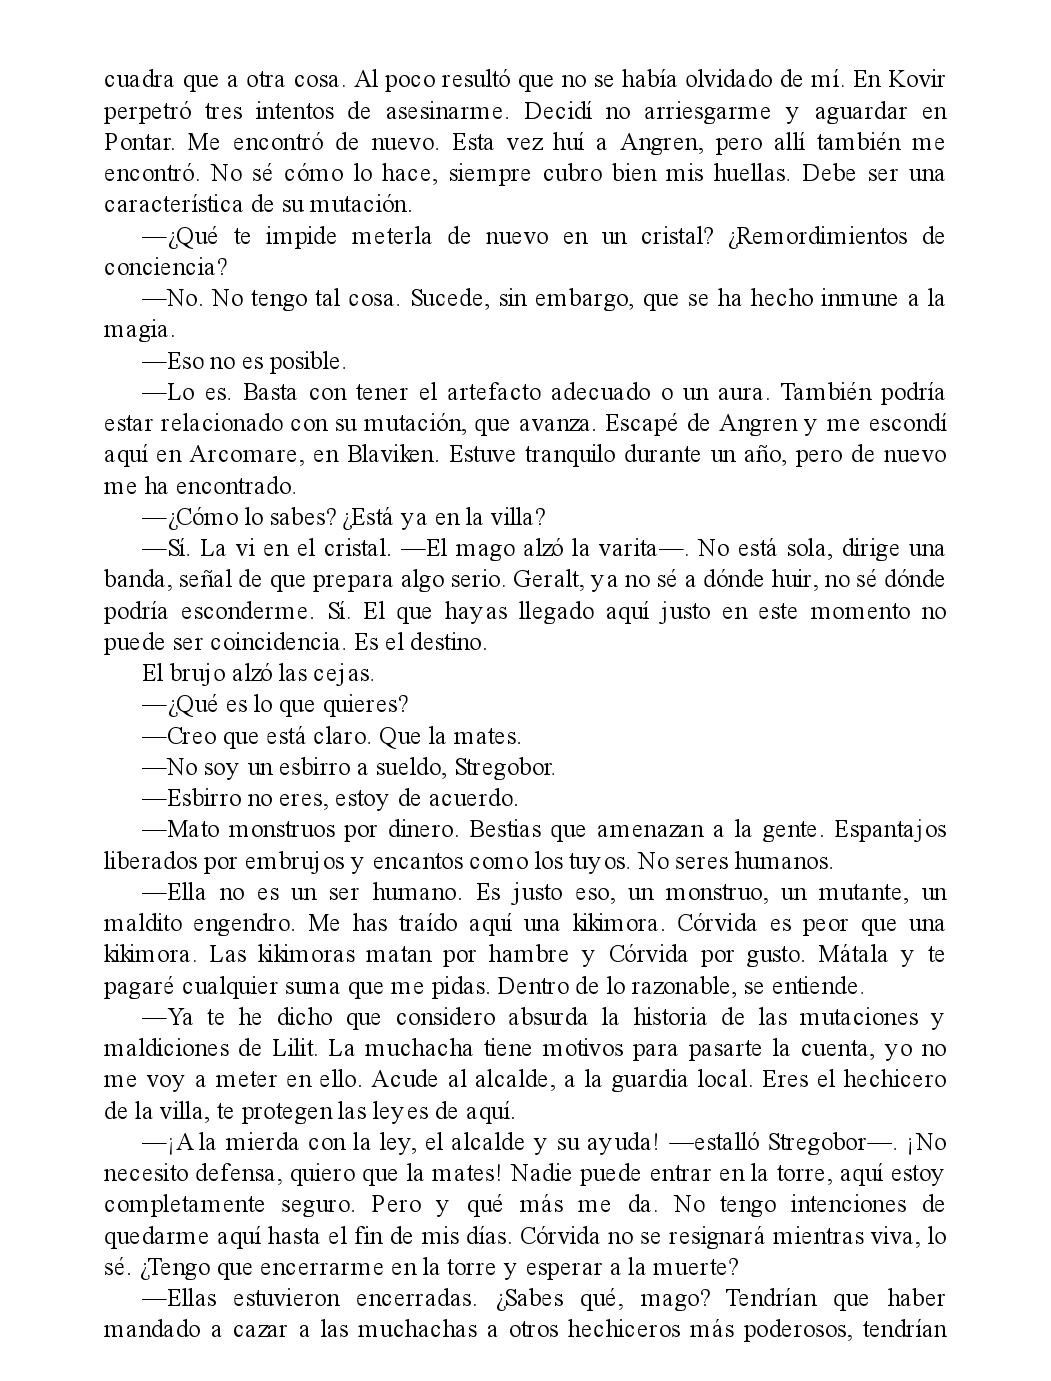 cuadra que a otra cosa. Al poco resultó que no se había olvidado de mí. En Kovir
perpetró tres intentos de asesinarme. Decidí no arriesgarme y aguardar en
Pontar. Me encontró de nuevo. Esta vez huí a Angren, pero allí también me
encontró. No sé cómo lo hace, siempre cubro bien mis huellas. Debe ser una
característica de su mutación.
—¿Qué te impide meterla de nuevo en un cristal? ¿Remordimientos de
conciencia?
—No. No tengo tal cosa. Sucede, sin embargo, que se ha hecho inmune a la
magia.
—Eso no es posible.
—Lo es. Basta con tener el artefacto adecuado o un aura. También podría
estar relacionado con su mutación, que avanza. Escapé de Angren y me escondí
aquí en Arcomare, en Blaviken. Estuve tranquilo durante un año, pero de nuevo
me ha encontrado.
—¿Cómo lo sabes? ¿Está ya en la villa?
—Sí. La vi en el cristal. —El mago alzó la varita—. No está sola, dirige una
banda, señal de que prepara algo serio. Geralt, ya no sé a dónde huir, no sé dónde
podría esconderme. Sí. El que hayas llegado aquí justo en este momento no
puede ser coincidencia. Es el destino.
El brujo alzó las cejas.
—¿Qué es lo que quieres?
—Creo que está claro. Que la mates.
—No soy un esbirro a sueldo, Stregobor.
—Esbirro no eres, estoy de acuerdo.
—Mato monstruos por dinero. Bestias que amenazan a la gente. Espantajos
liberados por embrujos y encantos como los tuyos. No seres humanos.
—Ella no es un ser humano. Es justo eso, un monstruo, un mutante, un
maldito engendro. Me has traído aquí una kikimora. Córvida es peor que una
kikimora. Las kikimoras matan por hambre y Córvida por gusto. Mátala y te
pagaré cualquier suma que me pidas. Dentro de lo razonable, se entiende.
—Ya te he dicho que considero absurda la historia de las mutaciones y
maldiciones de Lilit. La muchacha tiene motivos para pasarte la cuenta, yo no
me voy a meter en ello. Acude al alcalde, a la guardia local. Eres el hechicero
de la villa, te protegen las leyes de aquí.
—¡A la mierda con la ley, el alcalde y su ayuda! —estalló Stregobor—. ¡No
necesito defensa, quiero que la mates! Nadie puede entrar en la torre, aquí estoy
completamente seguro. Pero y qué más me da. No tengo intenciones de
quedarme aquí hasta el fin de mis días. Córvida no se resignará mientras viva, lo
sé. ¿Tengo que encerrarme en la torre y esperar a la muerte?
—Ellas estuvieron encerradas. ¿Sabes qué, mago? Tendrían que haber
mandado a cazar a las muchachas a otros hechiceros más poderosos, tendrían